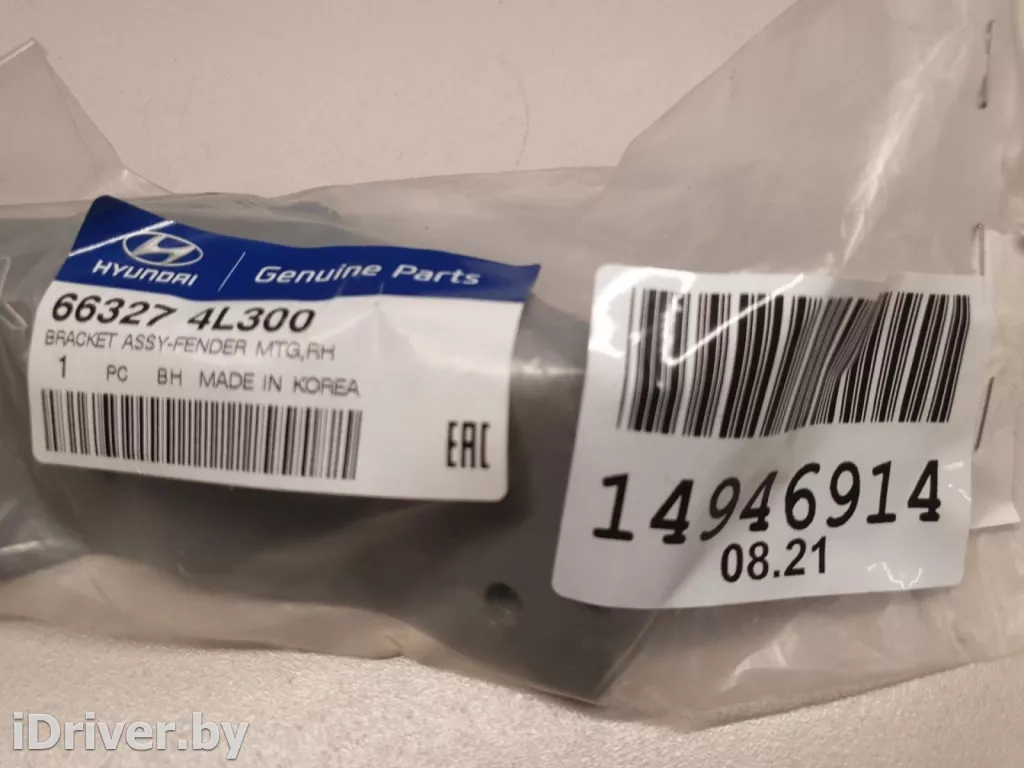 HYUNDAI | Genuine Parts
66327 4L300
BRACKET ASSY-FENDER MTG,RH
1 PC BH MADE IN KOREA
EAC
14946914
08.21
iDriver.by